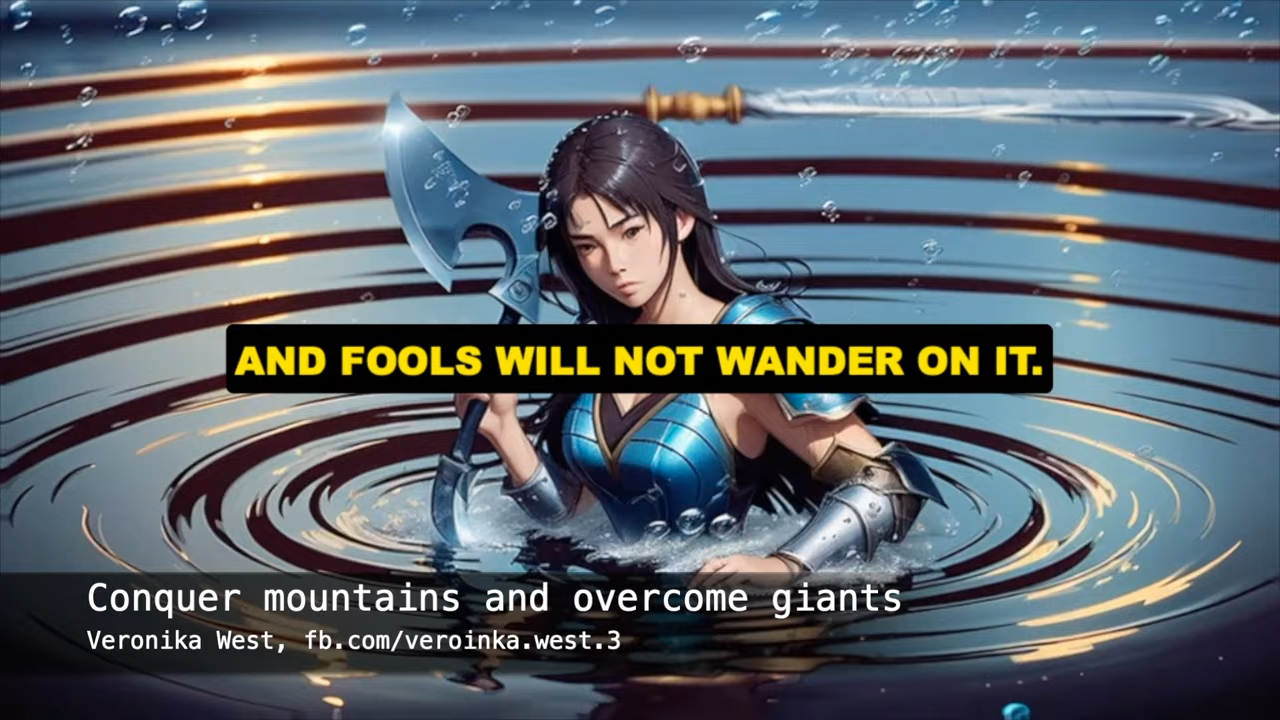 AND FOOLS WILL NOT WANDER ON IT.
Conquer mountains and overcome giants
Veronika West, fb.com/veroinka.west.3